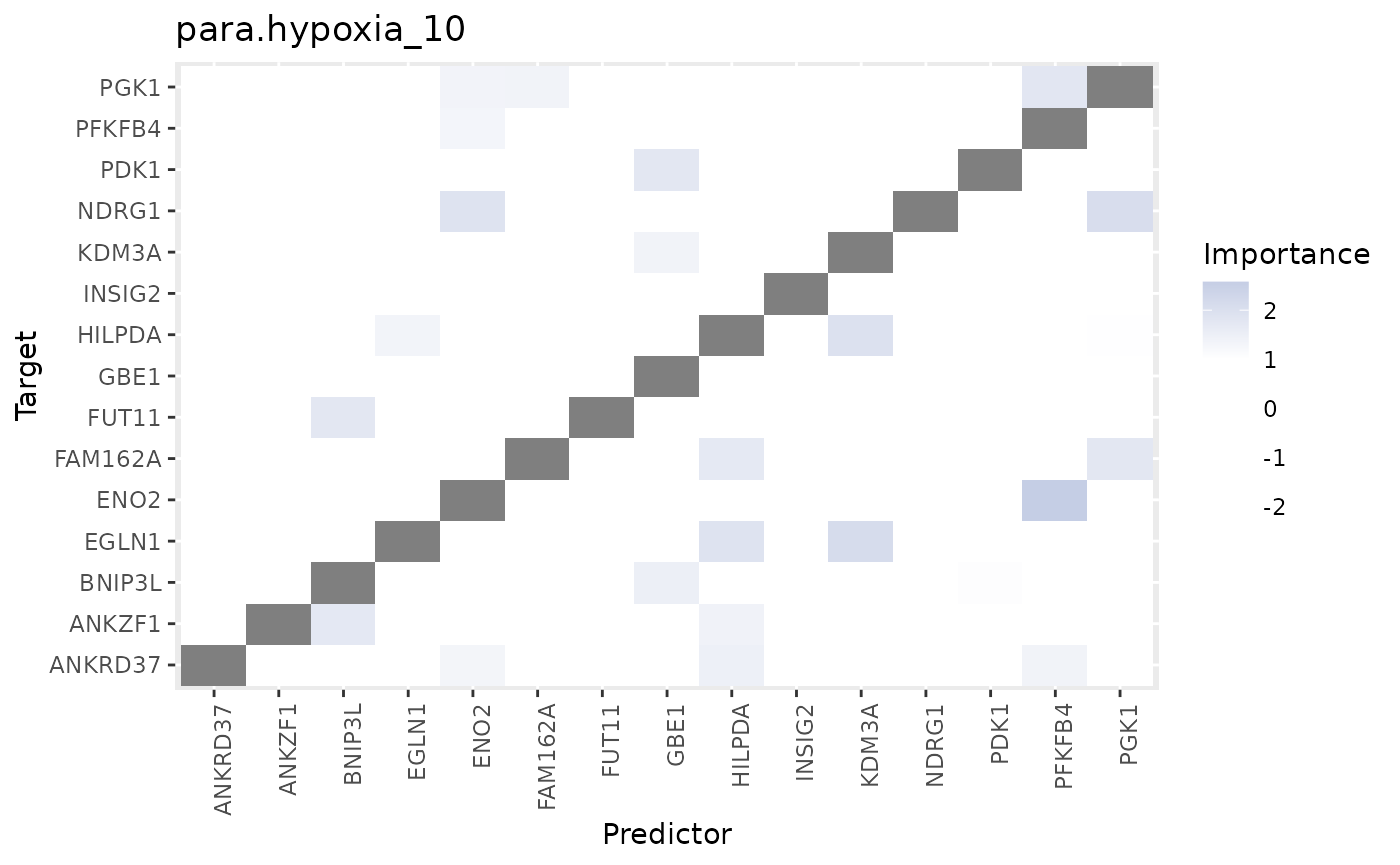 para.hypoxia_10
PGK1
PFKFB4
PDK1
NDRG1
KDM3A
INSIG2
HILPDA
GBE1
FUT11
FAM162A
ENO2
EGLN1
BNIP3L
ANKZF1
ANKRD37
Target
ANKRD37
ANKZF1
BNIP3L
EGLN1
ENO2
FAM162A
FUT11
GBE1
HILPDA
INSIG2
KDM3A
NDRG1
PDK1
PFKFB4
PGK1
Predictor
Importance
2
1
0
-1
-2